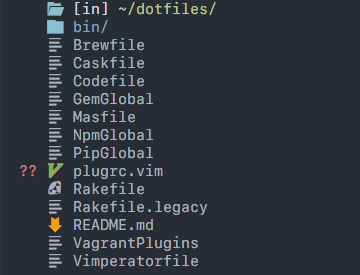 [in] ~/dotfiles/
bin/
Brewfile
Caskfile
Codefile
GemGlobal
Masfile
NpmGlobal
PipGlobal
?? plugrc.vim
Rakefile
Rakefile.legacy
README.md
VagrantPlugins
Vimperatorfile